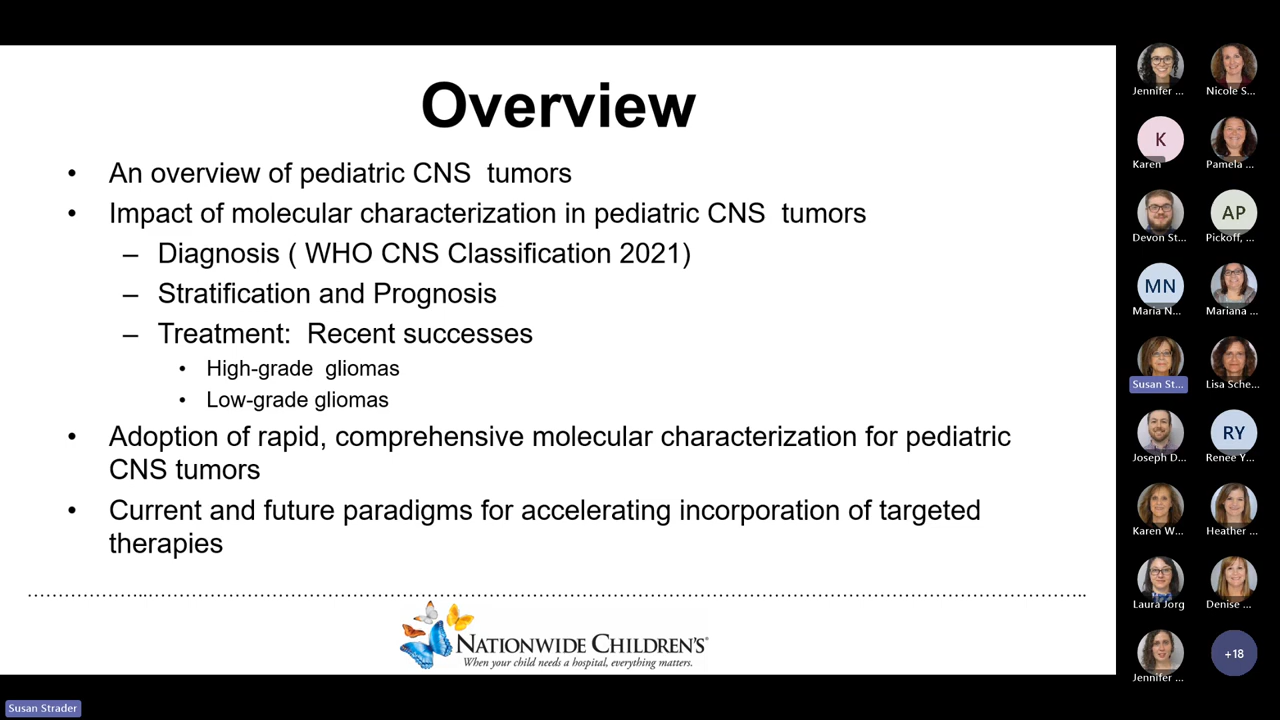 Overview
• An overview of pediatric CNS  tumors
• Impact of molecular characterization in pediatric CNS  tumors
– Diagnosis ( WHO CNS Classification 2021)
– Stratification and Prognosis
– Treatment:  Recent successes
• High-grade  gliomas
• Low-grade gliomas
• Adoption of rapid, comprehensive molecular characterization for pediatric
CNS tumors
• Current and future paradigms for accelerating incorporation of targeted
therapies
NATIONWIDE CHILDREN'S®
When your child needs a hospital, everything matters.
Jennifer ...
Nicole S...
K
Karen
Pamela ...
Devon St...
AP
Pickoff, ...
MN
Maria N...
Mariana ...
Susan St...
Lisa Sche...
Joseph D...
RY
Renee Y...
Karen W...
Heather ...
Laura Jorg
Denise ...
Jennifer ...
+18
Susan Strader